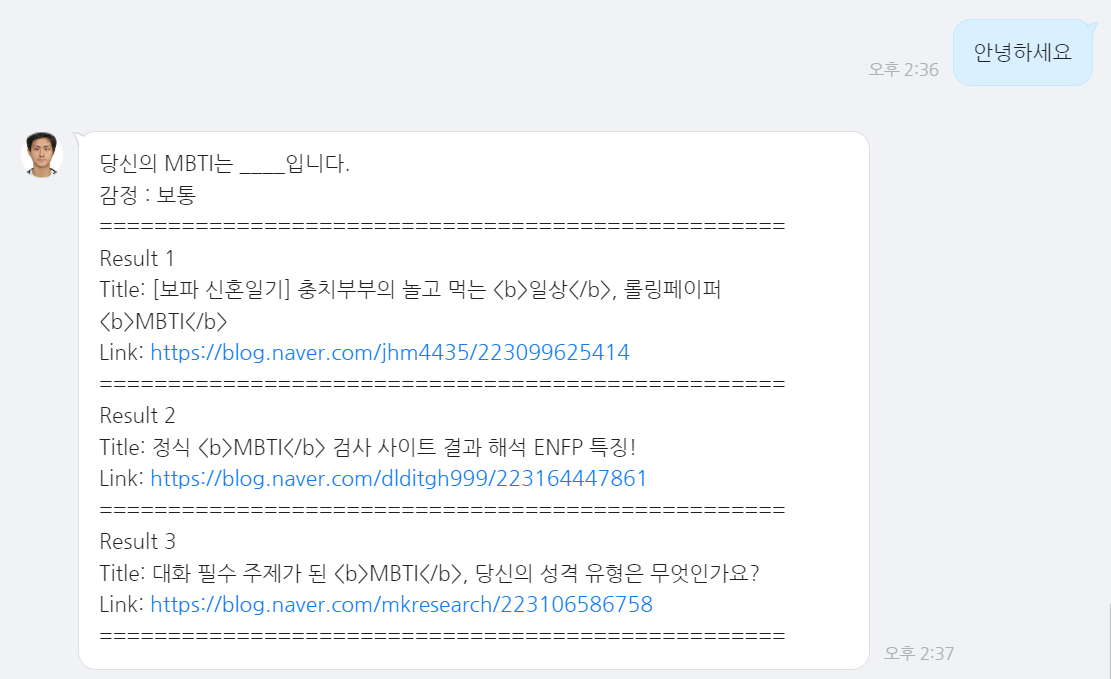 안녕하세요
오후 2:36
당신의 MBTI는 ____입니다.
감정 : 보통
==================================================
Result 1
Title: [보파 신혼일기] 충치부부의 놀고 먹는 <b>일상</b>, 롤링페이퍼
<b>MBTI</b>
Link: https://blog.naver.com/jhm4435/223099625414
==================================================
Result 2
Title: 정식 <b>MBTI</b> 검사 사이트 결과 해석 ENFP 특징!
Link: https://blog.naver.com/dlditgh999/223164447861
==================================================
Result 3
Title: 대화 필수 주제가 된 <b>MBTI</b>, 당신의 성격 유형은 무엇인가요?
Link: https://blog.naver.com/mkresearch/223106586758
==================================================
오후 2:37